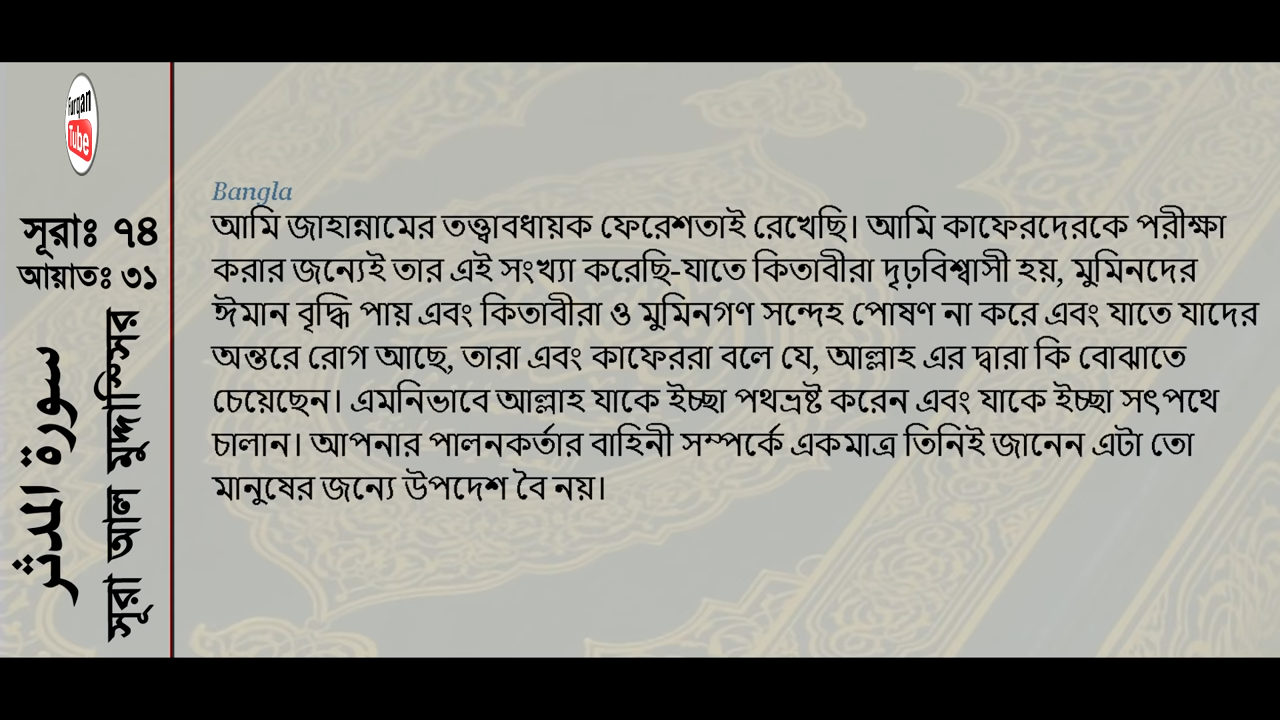 Furqan
Tube
সূরাঃ ৭৪
আয়াতঃ ৩১
سورة المدثر
সূরা আল মুদ্দাস্সির
Bangla
আমি জাহান্নামের তত্ত্বাবধায়ক ফেরেশতাই রেখেছি। আমি কাফেরদেরকে পরীক্ষা
করার জন্যেই তার এই সংখ্যা করেছি-যাতে কিতাবীরা দৃঢ়বিশ্বাসী হয়, মুমিনদের
ঈমান বৃদ্ধি পায় এবং কিতাবীরা ও মুমিনগণ সন্দেহ পোষণ না করে এবং যাতে যাদের
অন্তরে রোগ আছে, তারা এবং কাফেররা বলে যে, আল্লাহ এর দ্বারা কি বোঝাতে
চেয়েছেন। এমনিভাবে আল্লাহ যাকে ইচ্ছা পথভ্রষ্ট করেন এবং যাকে ইচ্ছা সৎপথে
চালান। আপনার পালনকর্তার বাহিনী সম্পর্কে একমাত্র তিনিই জানেন এটা তো
মানুষের জন্যে উপদেশ বৈ নয়।